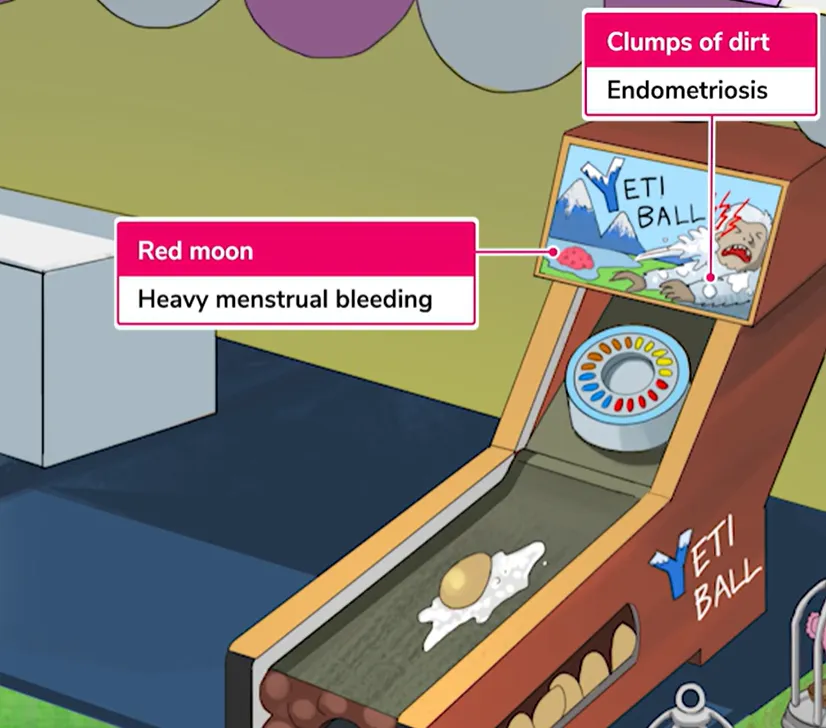 Clumps of dirt
Endometriosis
YETI
BALL
Red moon
Heavy menstrual bleeding
YETI
BALL